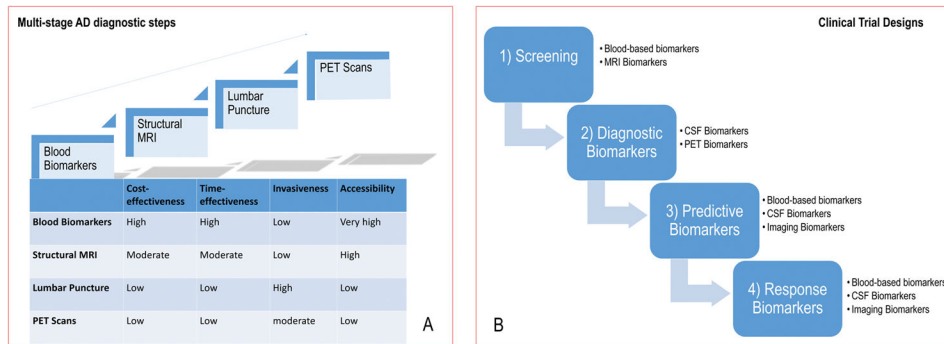 Multi-stage AD diagnostic steps
PET Scans
Lumbar
Puncture
Structural
MRI
Blood
Biomarkers
Cost-
effectiveness
Time-
effectiveness
Invasiveness
Accessibility
Blood Biomarkers High High Low Very high
Structural MRI Moderate Moderate Low High
Lumbar Puncture Low Low High Low
PET Scans Low Low moderate Low
A
Clinical Trial Designs
1) Screening
• Blood-based biomarkers
• MRI Biomarkers
2) Diagnostic
Biomarkers
• CSF Biomarkers
• PET Biomarkers
3) Predictive
Biomarkers
• Blood-based biomarkers
• CSF Biomarkers
• Imaging Biomarkers
4) Response
Biomarkers
• Blood-based biomarkers
• CSF Biomarkers
• Imaging Biomarkers
B